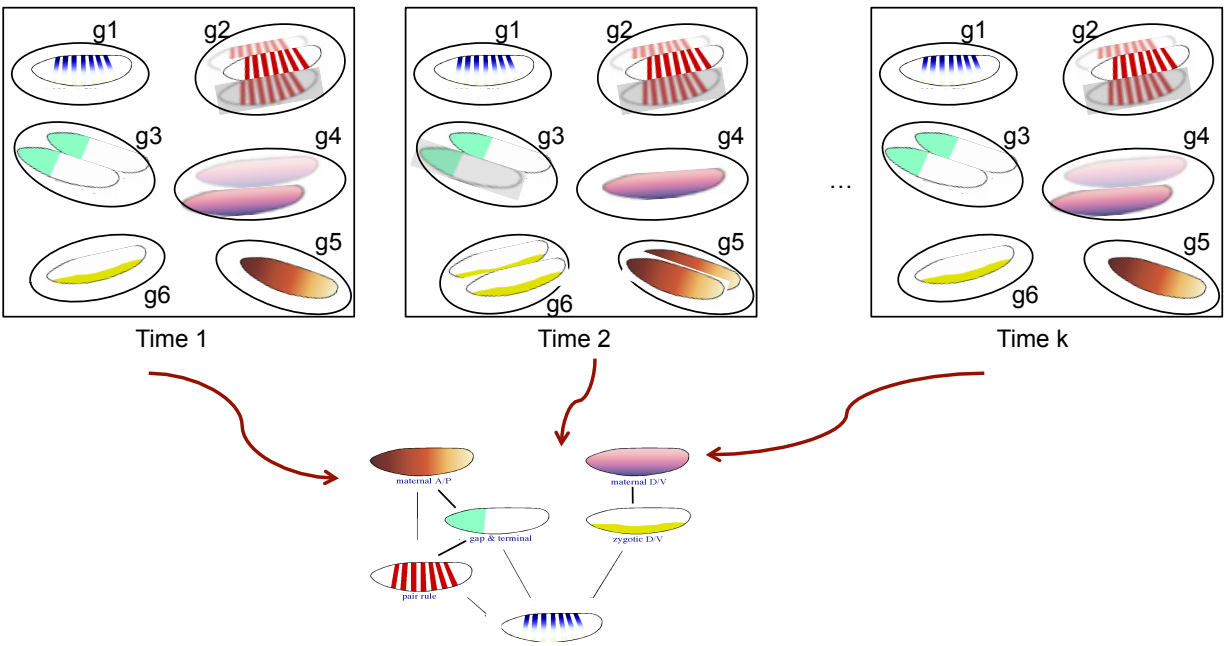 g1
g2
g3
g4
g5
g6
Time 1
g1
g2
g3
g4
g5
g6
Time 2
...
g1
g2
g3
g4
g5
g6
Time k
maternal A/P
maternal D/V
gap & terminal
zygotic D/V
pair rule